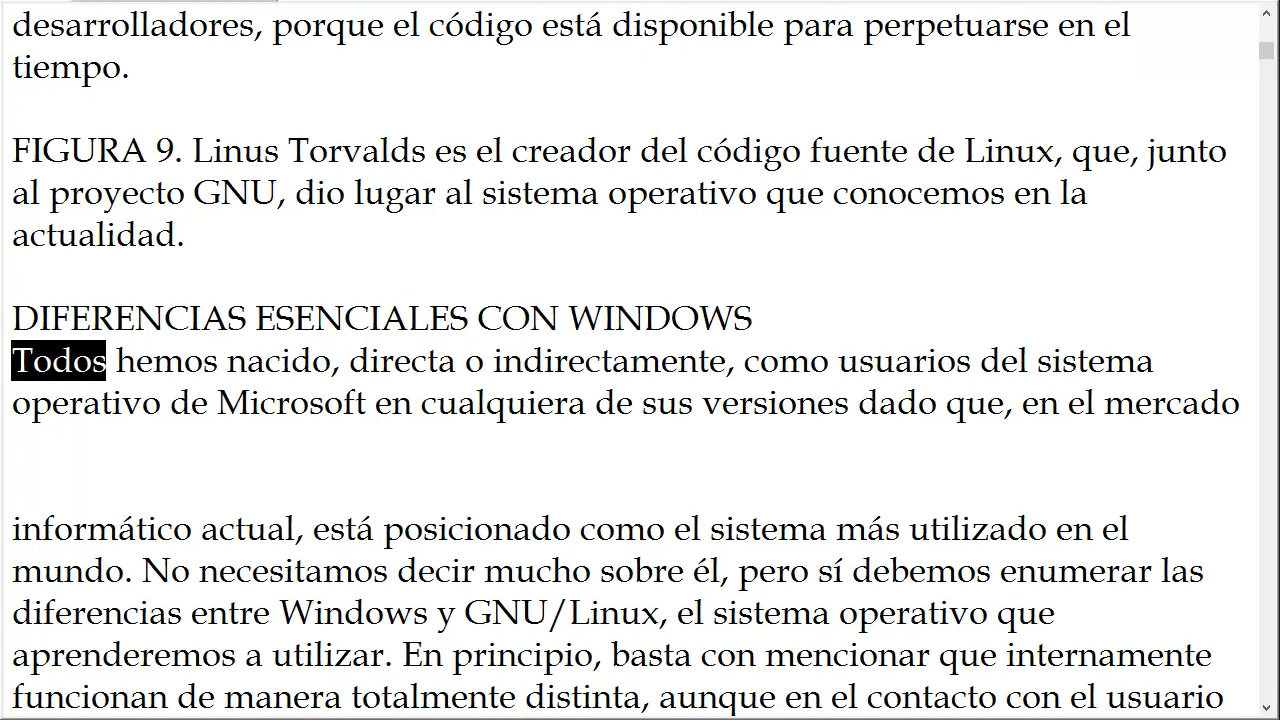 desarrolladores, porque el código está disponible para perpetuarse en el
tiempo.
FIGURA 9. Linus Torvalds es el creador del código fuente de Linux, que, junto
al proyecto GNU, dio lugar al sistema operativo que conocemos en la
actualidad.
DIFERENCIAS ESENCIALES CON WINDOWS
Todos hemos nacido, directa o indirectamente, como usuarios del sistema
operativo de Microsoft en cualquiera de sus versiones dado que, en el mercado
informático actual, está posicionado como el sistema más utilizado en el
mundo. No necesitamos decir mucho sobre él, pero sí debemos enumerar las
diferencias entre Windows y GNU/Linux, el sistema operativo que
aprenderemos a utilizar. En principio, basta con mencionar que internamente
funcionan de manera totalmente distinta, aunque en el contacto con el usuario